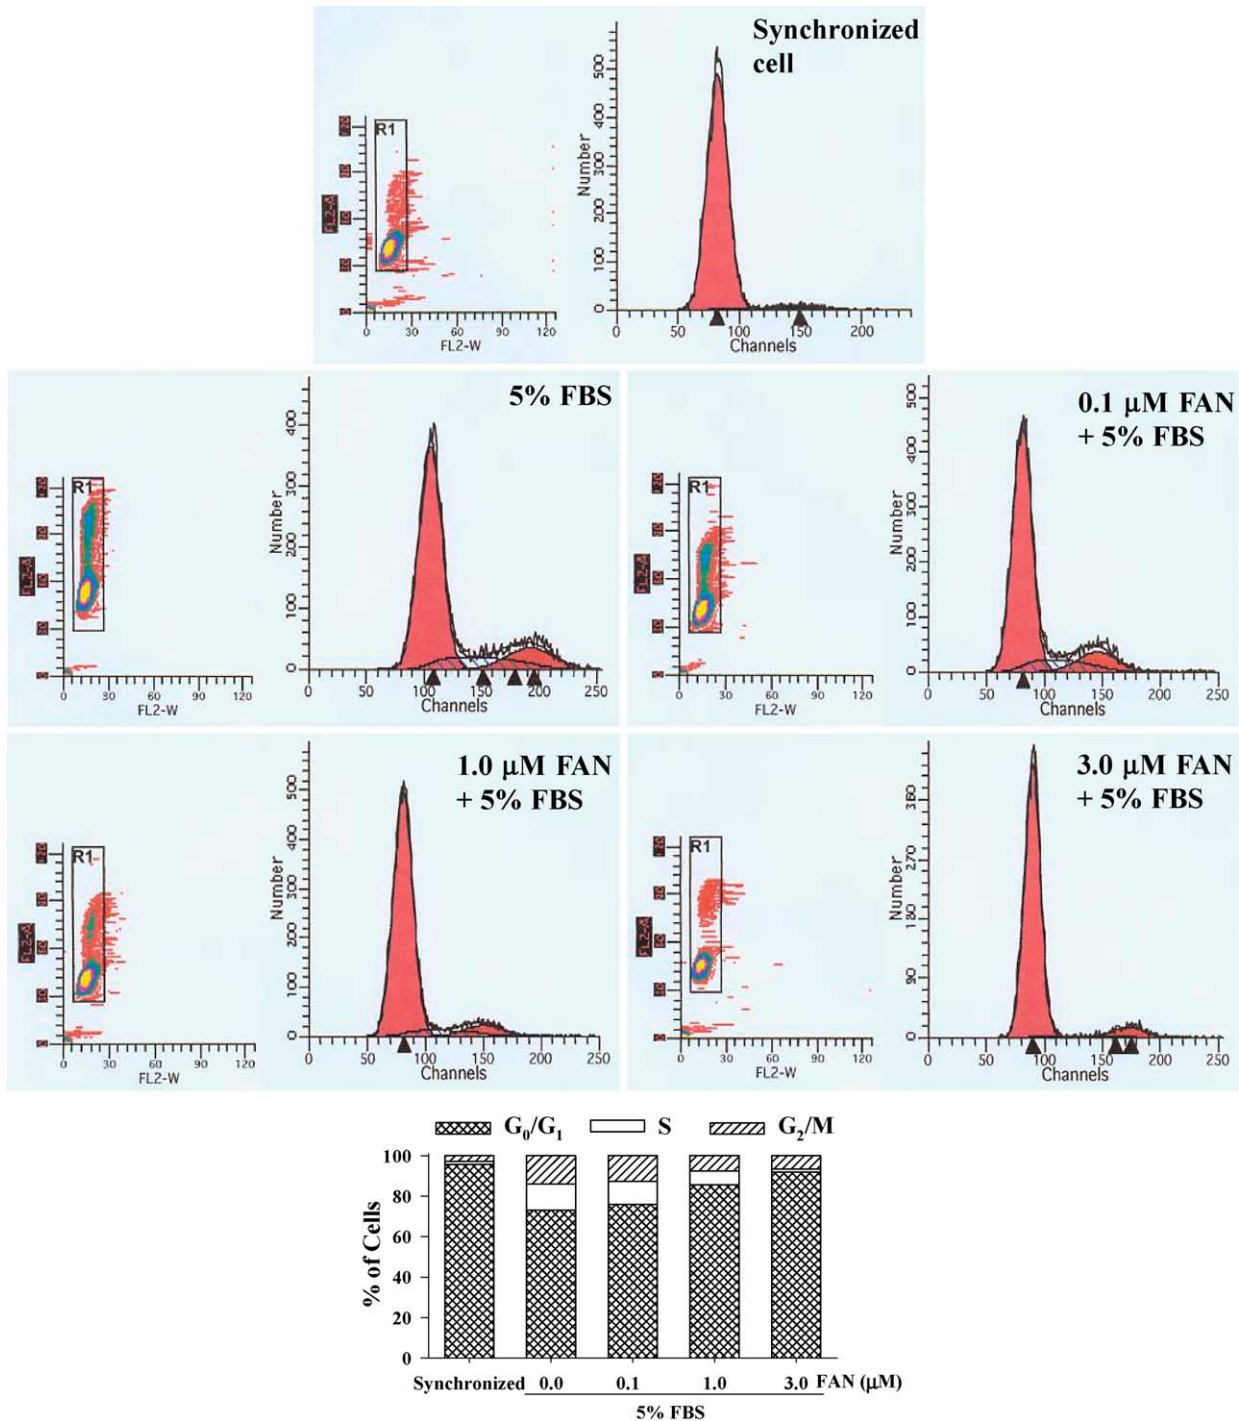 Synchronized
cell
R1
FL2-A
0 30 60 90 120
FL2-W
Number
0 100 200 300 400 500
0 50 100 150 200
Channels
5% FBS
R1
FL2-A
0 30 60 90 120
FL2-W
Number
0 100 200 300 400
0 50 100 150 200 250
Channels
0.1 μM FAN
+ 5% FBS
R1
FL2-A
0 30 60 90 120
FL2-W
Number
0 100 200 300 400 500
0 50 100 150 200 250
Channels
1.0 μM FAN
+ 5% FBS
R1
FL2-A
0 30 60 90 120
FL2-W
Number
0 100 200 300 400 500
0 50 100 150 200 250
Channels
3.0 μM FAN
+ 5% FBS
R1
FL2-A
0 30 60 90 120
FL2-W
Number
0 90 180 270 360
0 50 100 150 200 250
Channels
G₀/G₁ S G₂/M
% of Cells
100
80
60
40
20
0
Synchronized 0.0 0.1 1.0 3.0 FAN (μM)
5% FBS